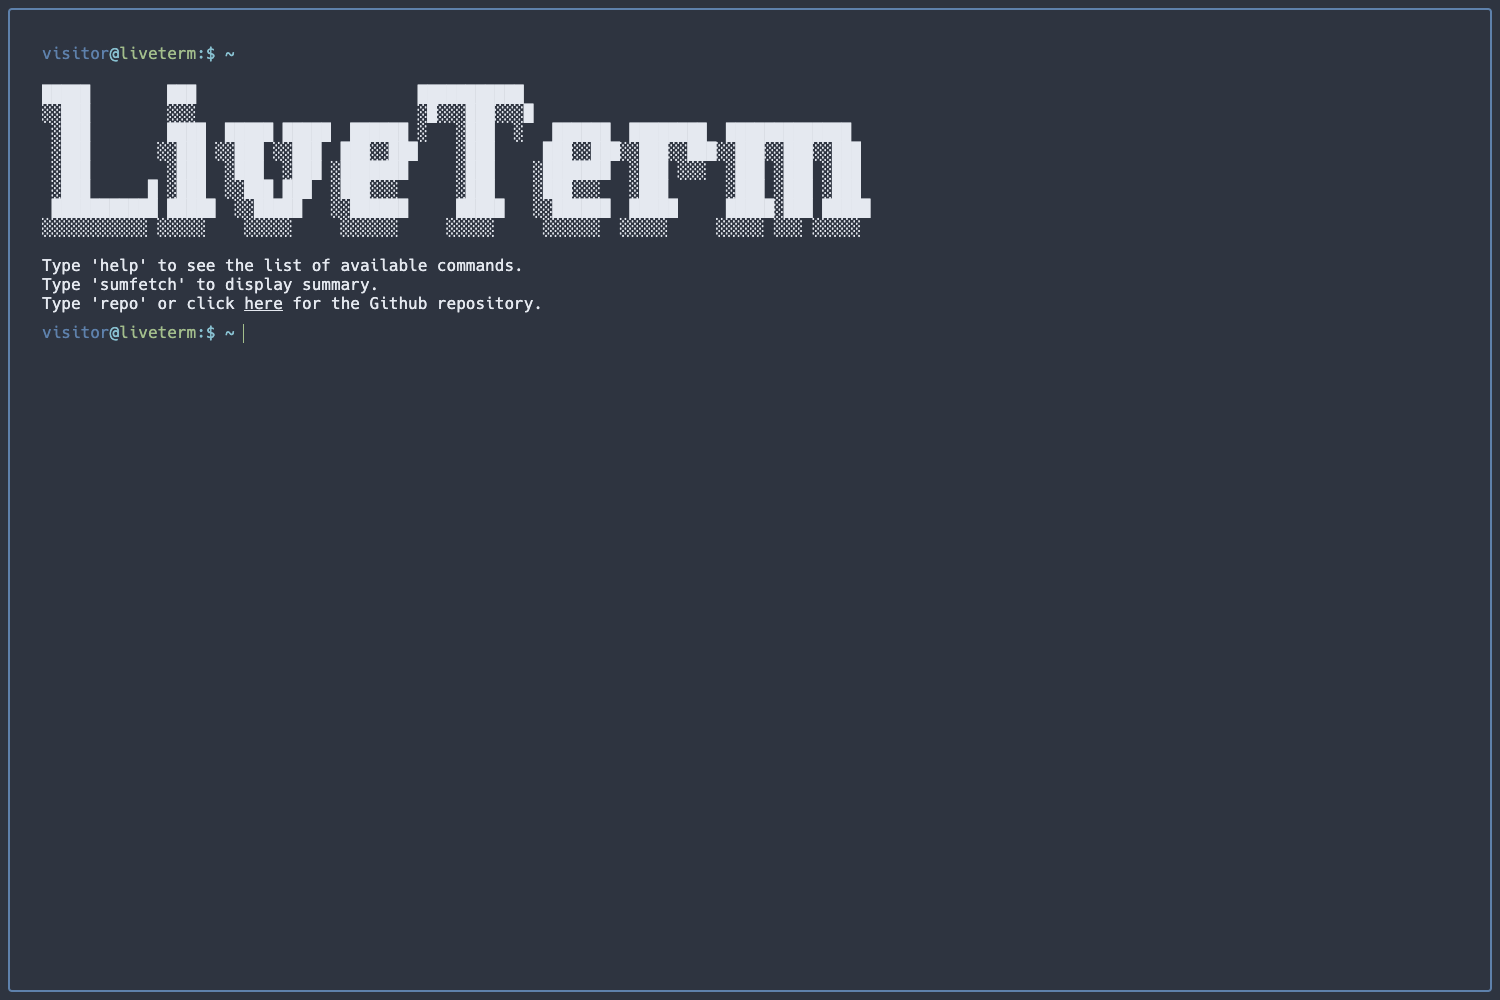 visitor@liveterm:$ ~
LiveTerm
Type 'help' to see the list of available commands.
Type 'sumfetch' to display summary.
Type 'repo' or click here for the Github repository.
visitor@liveterm:$ ~